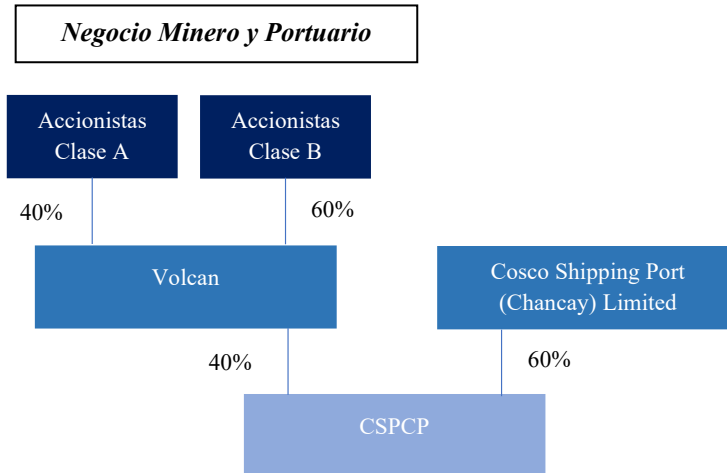 Negocio Minero y Portuario
Accionistas
Clase A
Accionistas
Clase B
40%
60%
Volcan
Cosco Shipping Port
(Chancay) Limited
40%
60%
CSPCP